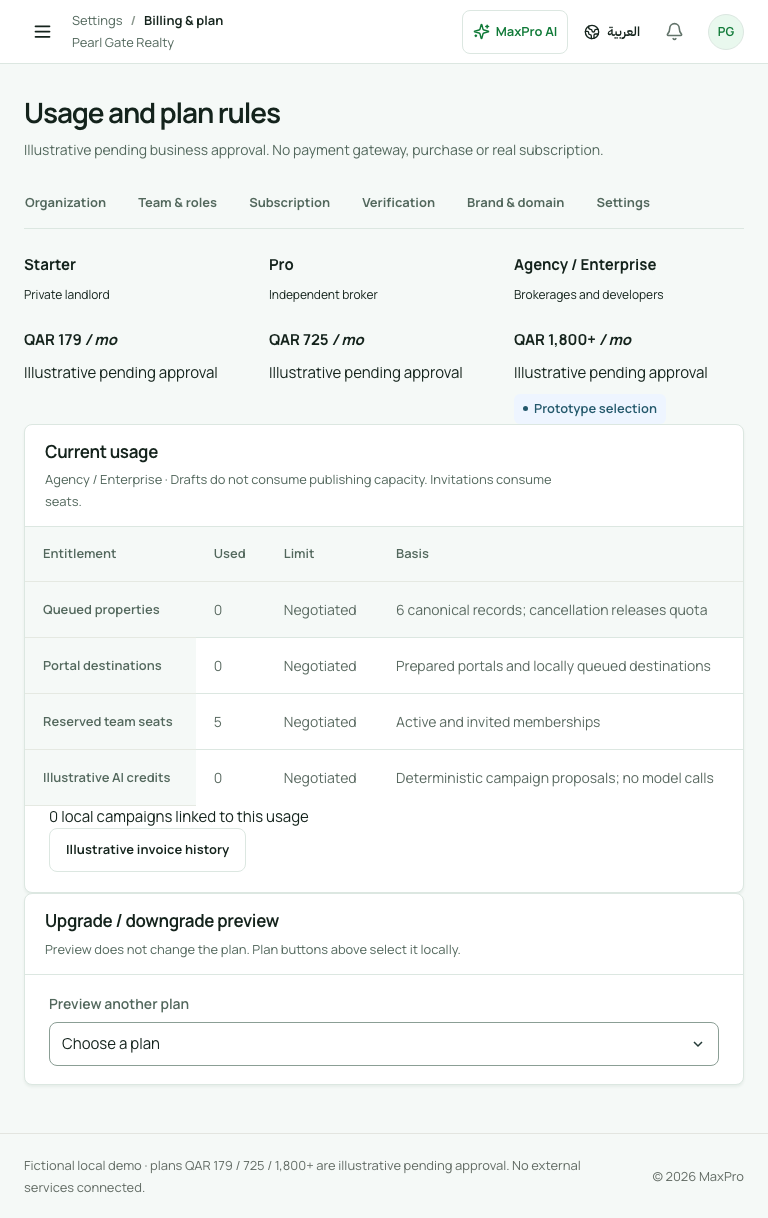 Settings / Billing & plan
Pearl Gate Realty
MaxPro AI
العربية
PG
Usage and plan rules
Illustrative pending business approval. No payment gateway, purchase or real subscription.
Organization Team & roles Subscription Verification Brand & domain Settings
Starter
Private landlord
QAR 179 / mo
Illustrative pending approval
Pro
Independent broker
QAR 725 / mo
Illustrative pending approval
Agency / Enterprise
Brokerages and developers
QAR 1,800+ / mo
Illustrative pending approval
Prototype selection
Current usage
Agency / Enterprise · Drafts do not consume publishing capacity. Invitations consume
seats.
Entitlement Used Limit Basis
Queued properties 0 Negotiated 6 canonical records; cancellation releases quota
Portal destinations 0 Negotiated Prepared portals and locally queued destinations
Reserved team seats 5 Negotiated Active and invited memberships
Illustrative AI credits 0 Negotiated Deterministic campaign proposals; no model calls
0 local campaigns linked to this usage
Illustrative invoice history
Upgrade / downgrade preview
Preview does not change the plan. Plan buttons above select it locally.
Preview another plan
Choose a plan
Fictional local demo · plans QAR 179 / 725 / 1,800+ are illustrative pending approval. No external
services connected.
© 2026 MaxPro